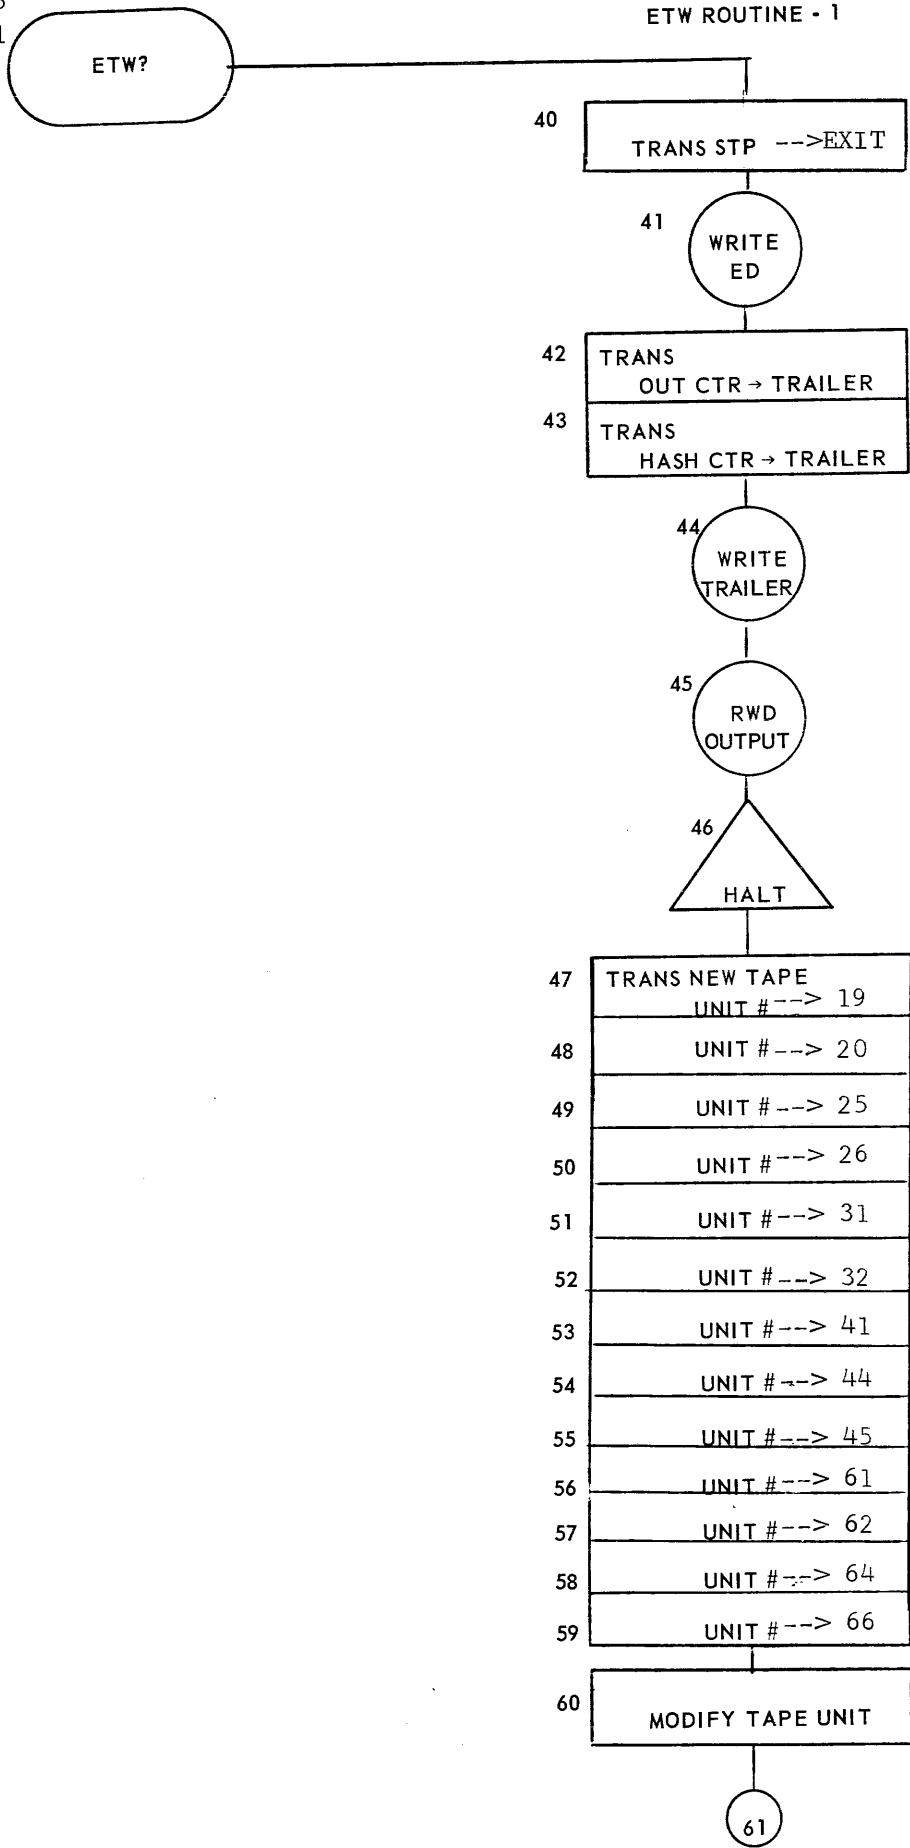 ETW ROUTINE - 1
ETW?
40
TRANS STP -->EXIT
41
WRITE
ED
42 TRANS
OUT CTR → TRAILER
43 TRANS
HASH CTR → TRAILER
44
WRITE
TRAILER
45
RWD
OUTPUT
46
HALT
47 TRANS NEW TAPE
UNIT # --> 19
48 UNIT # --> 20
49 UNIT # --> 25
50 UNIT # --> 26
51 UNIT # --> 31
52 UNIT # --> 32
53 UNIT # --> 41
54 UNIT # --> 44
55 UNIT # --> 45
56 UNIT # --> 61
57 UNIT # --> 62
58 UNIT # --> 64
59 UNIT # --> 66
60
MODIFY TAPE UNIT
61